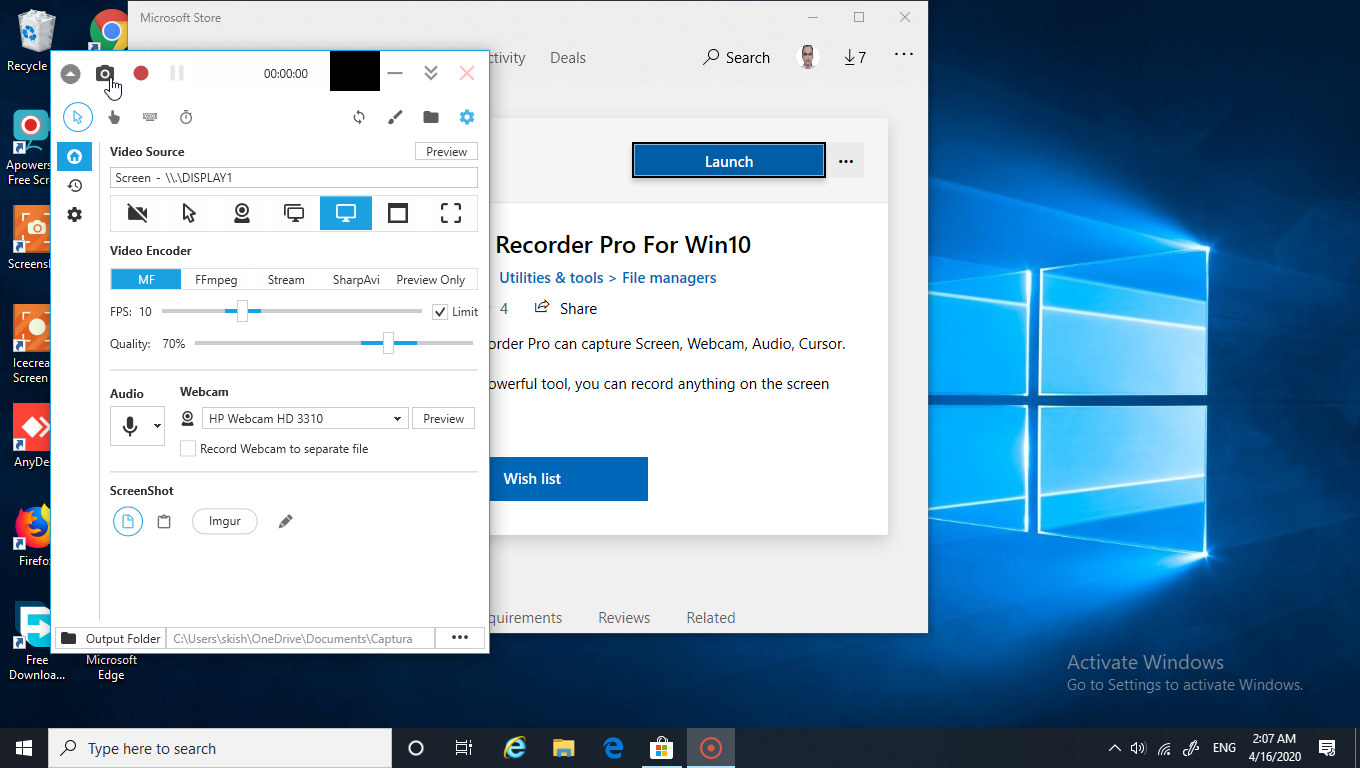 Recycle
Apowers
Free Scr
Screensh
Icecrea
Screen
AnyDe
Firefo
Free
Downloa...
Microsoft
Edge
Microsoft Store
ctivity
Deals
Search
7
Launch
Recorder Pro For Win10
Utilities & tools > File managers
4
Share
order Pro can capture Screen, Webcam, Audio, Cursor.
owerful tool, you can record anything on the screen
Wish list
quirements
Reviews
Related
00:00:00
Video Source
Preview
Screen - \\.\DISPLAY1
Video Encoder
MF
FFmpeg
Stream
SharpAvi
Preview Only
FPS: 10
Limit
Quality: 70%
Audio
Webcam
HP Webcam HD 3310
Preview
Record Webcam to separate file
ScreenShot
Imgur
Output Folder
C:\Users\skish\OneDrive\Documents\Captura
Activate Windows
Go to Settings to activate Windows.
Type here to search
ENG
2:07 AM
4/16/2020